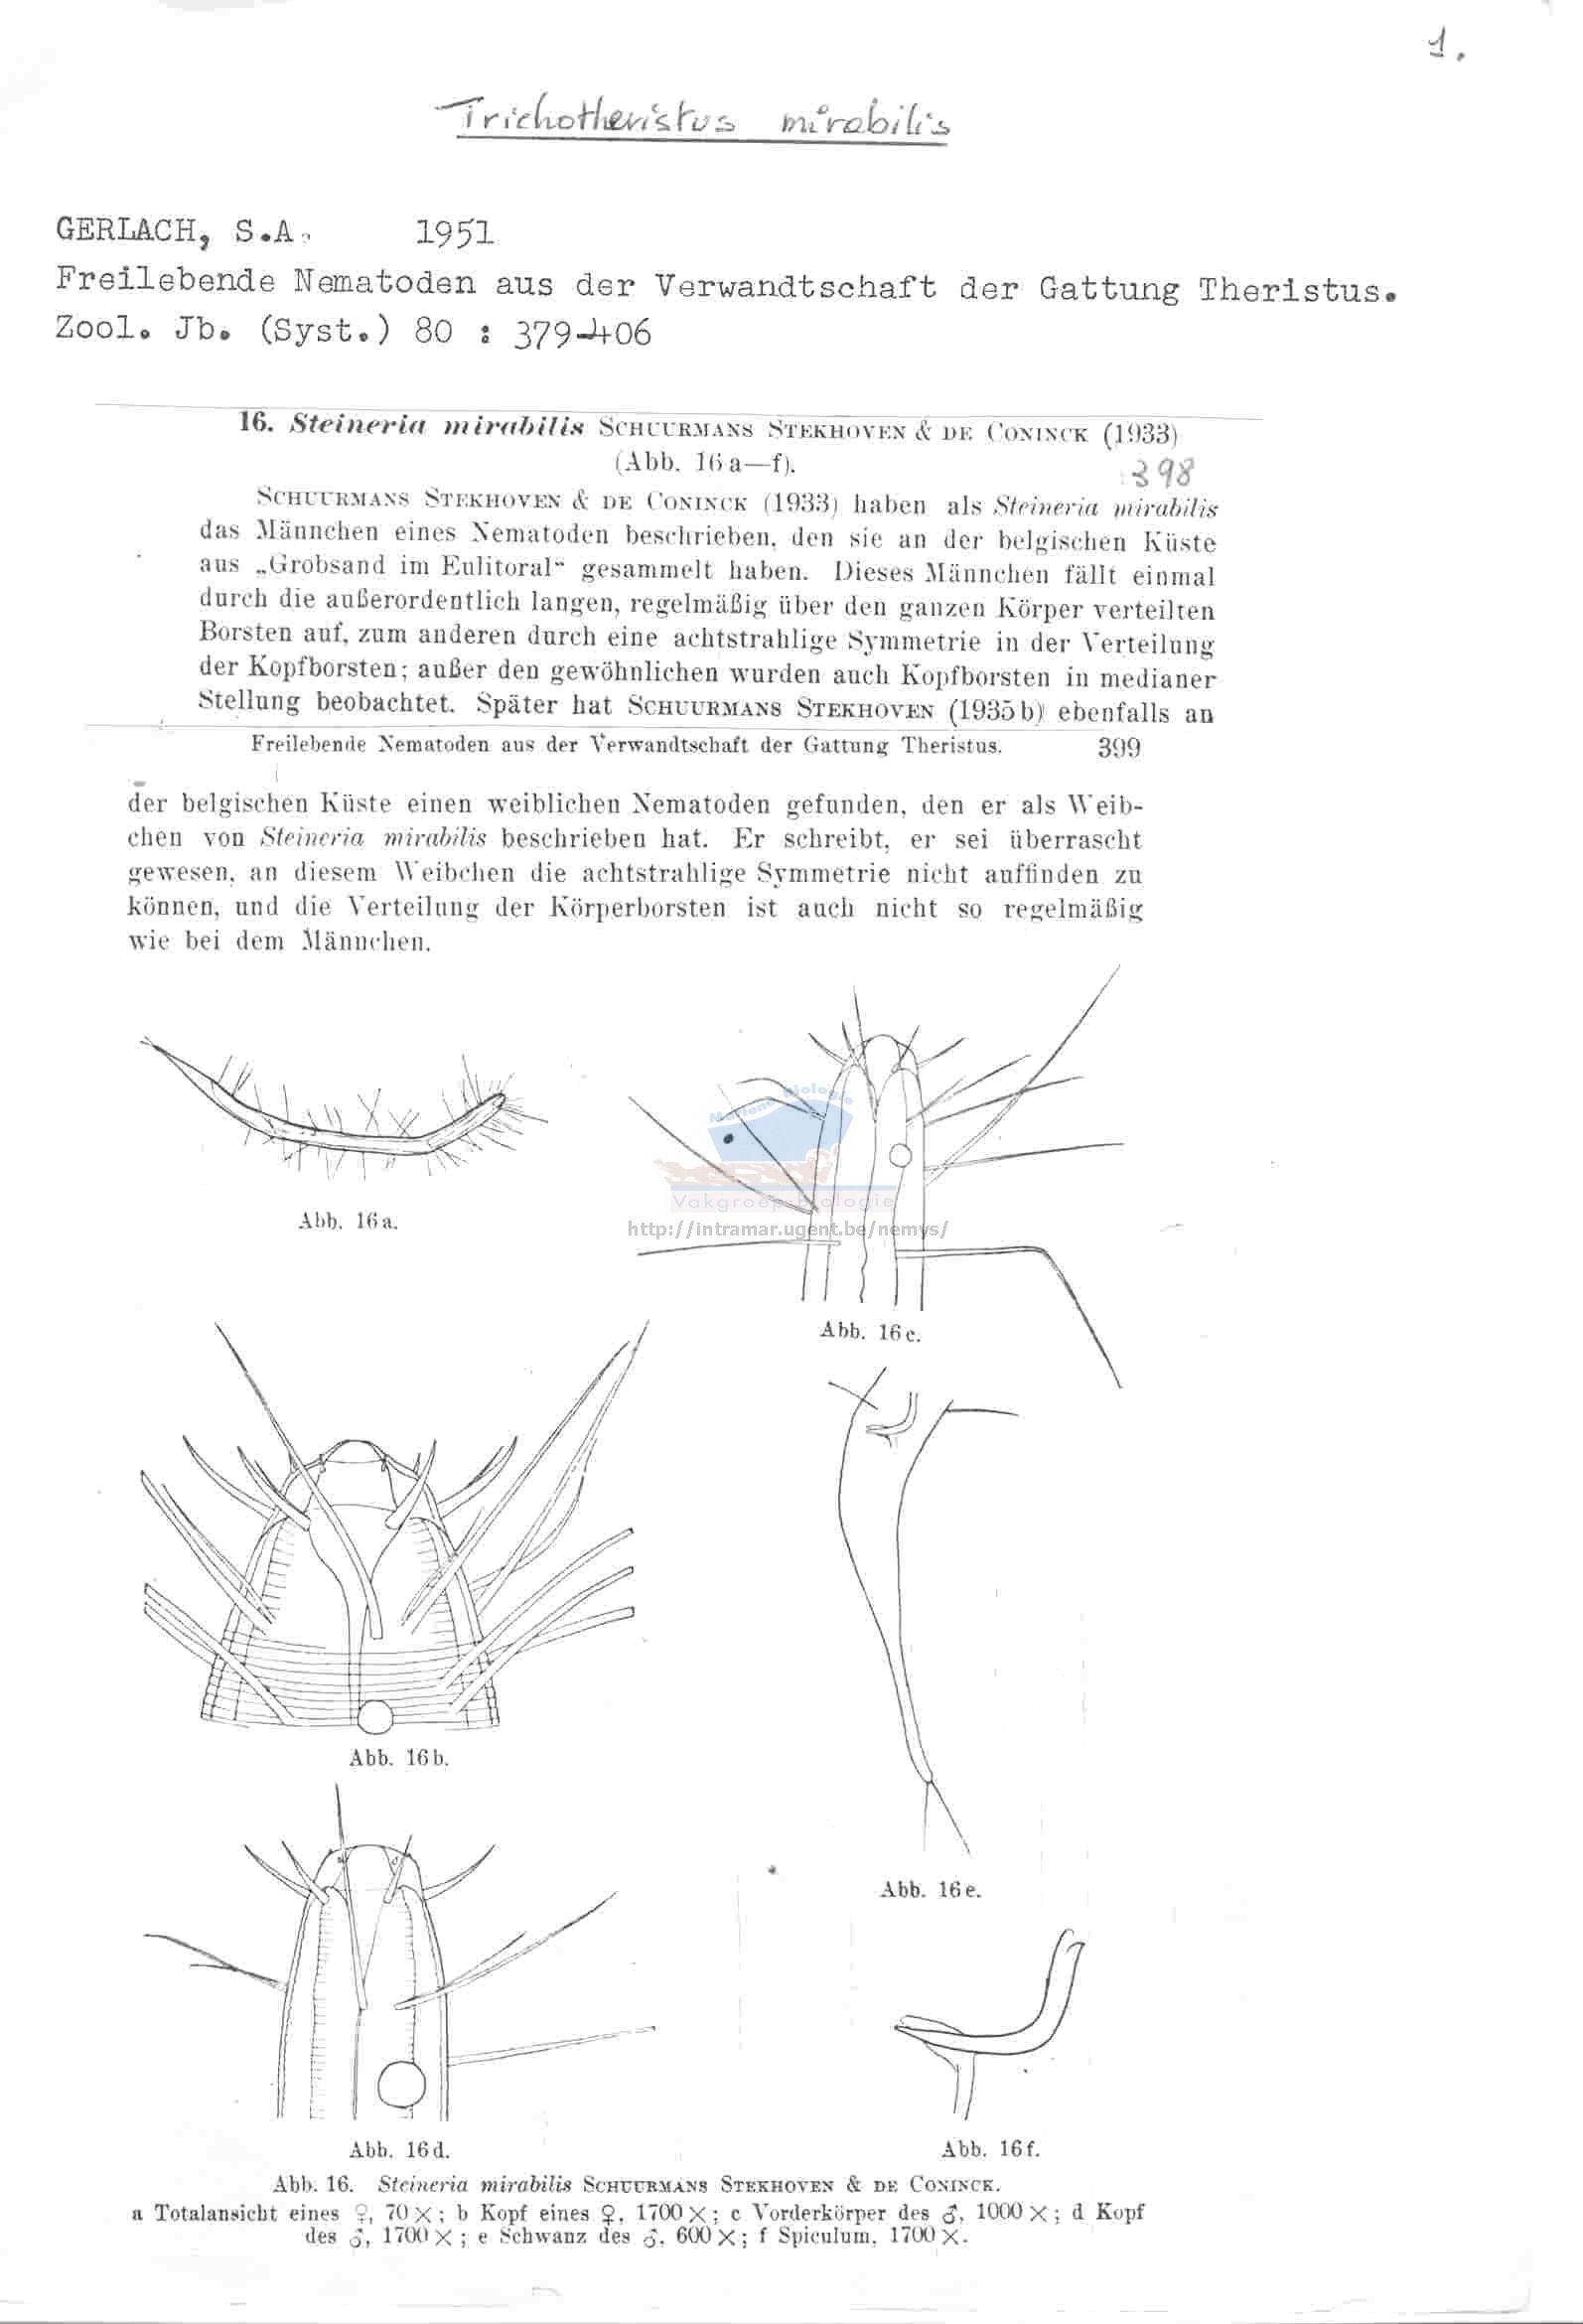 1.
Trichotheristus mirabilis
GERLACH, S.A. 1951
Freilebende Nematoden aus der Verwandtschaft der Gattung Theristus.
Zool. Jb. (Syst.) 80 : 379-406
16. Steineria mirabilis SCHUURMANS STEKHOVEN & DE CONINCK (1933)
(Abb. 16 a—f).
398
SCHUURMANS STEKHOVEN & DE CONINCK (1933) haben als Steineria mirabilis
das Männchen eines Nematoden beschrieben, den sie an der belgischen Küste
aus „Grobsand im Eulitoral“ gesammelt haben. Dieses Männchen fällt einmal
durch die außerordentlich langen, regelmäßig über den ganzen Körper verteilten
Borsten auf, zum anderen durch eine achtstrahlige Symmetrie in der Verteilung
der Kopfborsten; außer den gewöhnlichen wurden auch Kopfborsten in medianer
Stellung beobachtet. Später hat SCHUURMANS STEKHOVEN (1935 b) ebenfalls an
Freilebende Nematoden aus der Verwandtschaft der Gattung Theristus. 399
der belgischen Küste einen weiblichen Nematoden gefunden, den er als Weib-
chen von Steineria mirabilis beschrieben hat. Er schreibt, er sei überrascht
gewesen, an diesem Weibchen die achtstrahlige Symmetrie nicht auffinden zu
können, und die Verteilung der Körperborsten ist auch nicht so regelmäßig
wie bei dem Männchen.
Mariene Biologie
Vakgroep Biologie
http://intramar.ugent.be/nemys/
Abb. 16 a.
Abb. 16 c.
Abb. 16 b.
Abb. 16 e.
Abb. 16 d.
Abb. 16 f.
Abb. 16. Steineria mirabilis SCHUURMANS STEKHOVEN & DE CONINCK.
a Totalansicht eines ♀, 70 ×; b Kopf eines ♀, 1700 ×; c Vorderkörper des ♂, 1000 ×; d Kopf
des ♂, 1700 ×; e Schwanz des ♂, 600 ×; f Spiculum, 1700 ×.